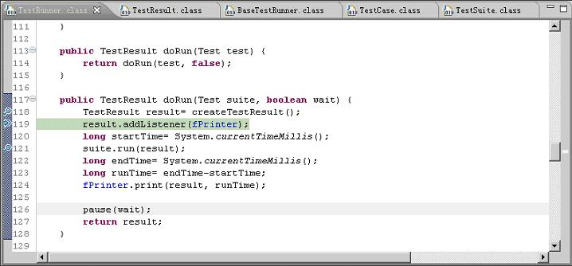 TestRunner.class TestResult.class BaseTestRunner.class TestCase.class TestSuite.class
111 }
112
113 public TestResult doRun(Test test) {
114 return doRun(test, false);
115 }
116
117 public TestResult doRun(Test suite, boolean wait) {
118 TestResult result= createTestResult();
119 result.addListener(fPrinter);
120 long startTime= System.currentTimeMillis();
121 suite.run(result);
122 long endTime= System.currentTimeMillis();
123 long runTime= endTime-startTime;
124 fPrinter.print(result, runTime);
125
126 pause(wait);
127 return result;
128 }
129